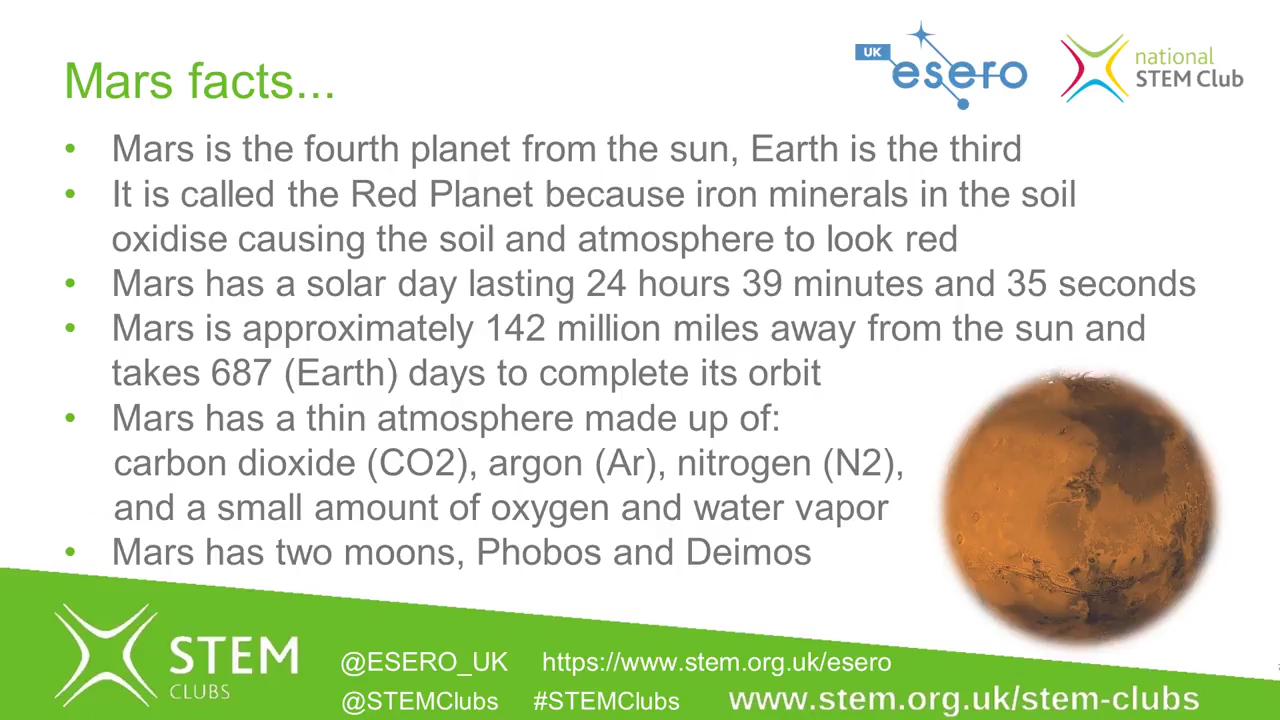 Mars facts...
UK
esero
national
STEM Club
• Mars is the fourth planet from the sun, Earth is the third
• It is called the Red Planet because iron minerals in the soil
oxidise causing the soil and atmosphere to look red
• Mars has a solar day lasting 24 hours 39 minutes and 35 seconds
• Mars is approximately 142 million miles away from the sun and
takes 687 (Earth) days to complete its orbit
• Mars has a thin atmosphere made up of:
carbon dioxide (CO2), argon (Ar), nitrogen (N2),
and a small amount of oxygen and water vapor
• Mars has two moons, Phobos and Deimos
STEM
CLUBS
@ESERO_UK https://www.stem.org.uk/esero
@STEMClubs #STEMClubs www.stem.org.uk/stem-clubs